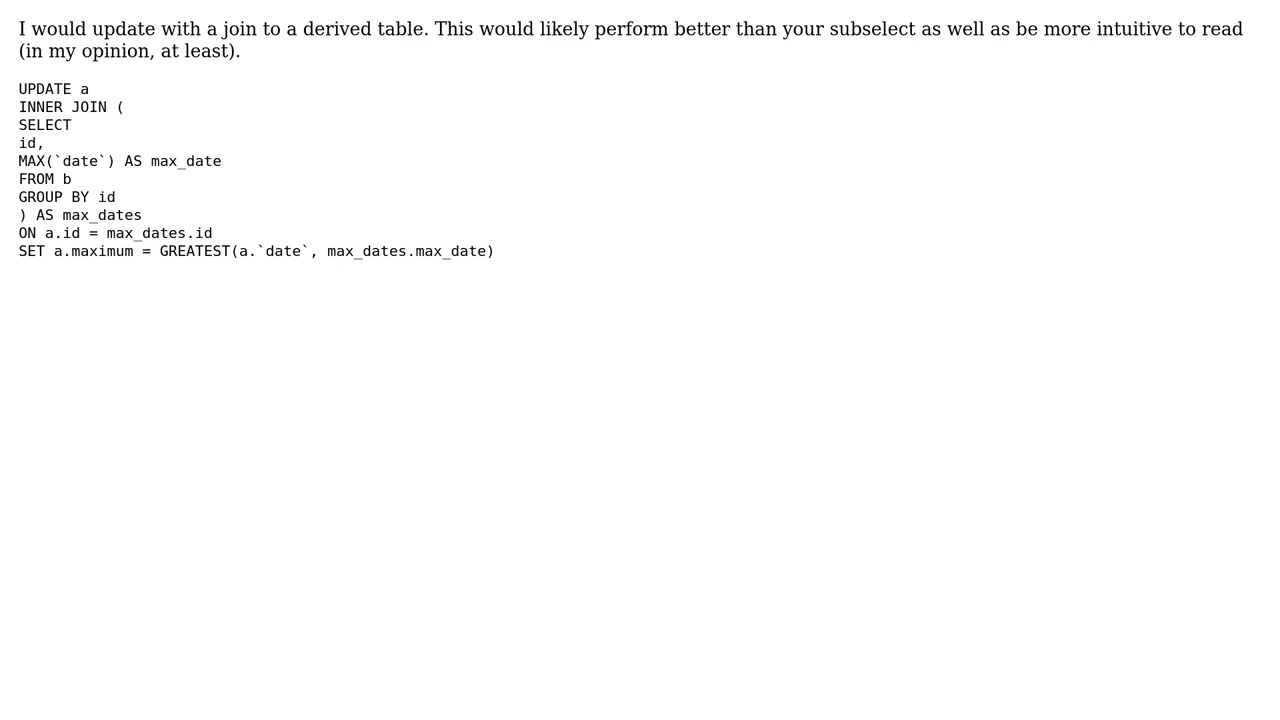 I would update with a join to a derived table. This would likely perform better than your subselect as well as be more intuitive to read
(in my opinion, at least).
UPDATE a
INNER JOIN (
SELECT
id,
MAX(`date`) AS max_date
FROM b
GROUP BY id
) AS max_dates
ON a.id = max_dates.id
SET a.maximum = GREATEST(a.`date`, max_dates.max_date)